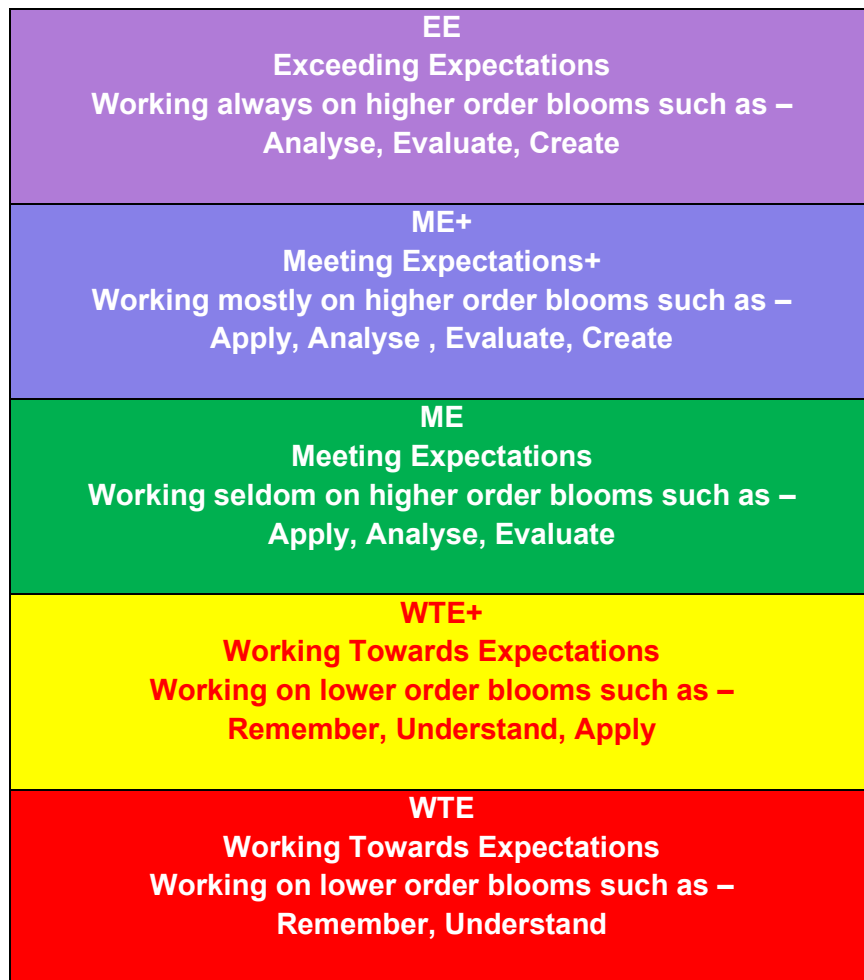 EE
Exceeding Expectations
Working always on higher order blooms such as –
Analyse, Evaluate, Create
ME+
Meeting Expectations+
Working mostly on higher order blooms such as –
Apply, Analyse , Evaluate, Create
ME
Meeting Expectations
Working seldom on higher order blooms such as –
Apply, Analyse, Evaluate
WTE+
Working Towards Expectations
Working on lower order blooms such as –
Remember, Understand, Apply
WTE
Working Towards Expectations
Working on lower order blooms such as –
Remember, Understand